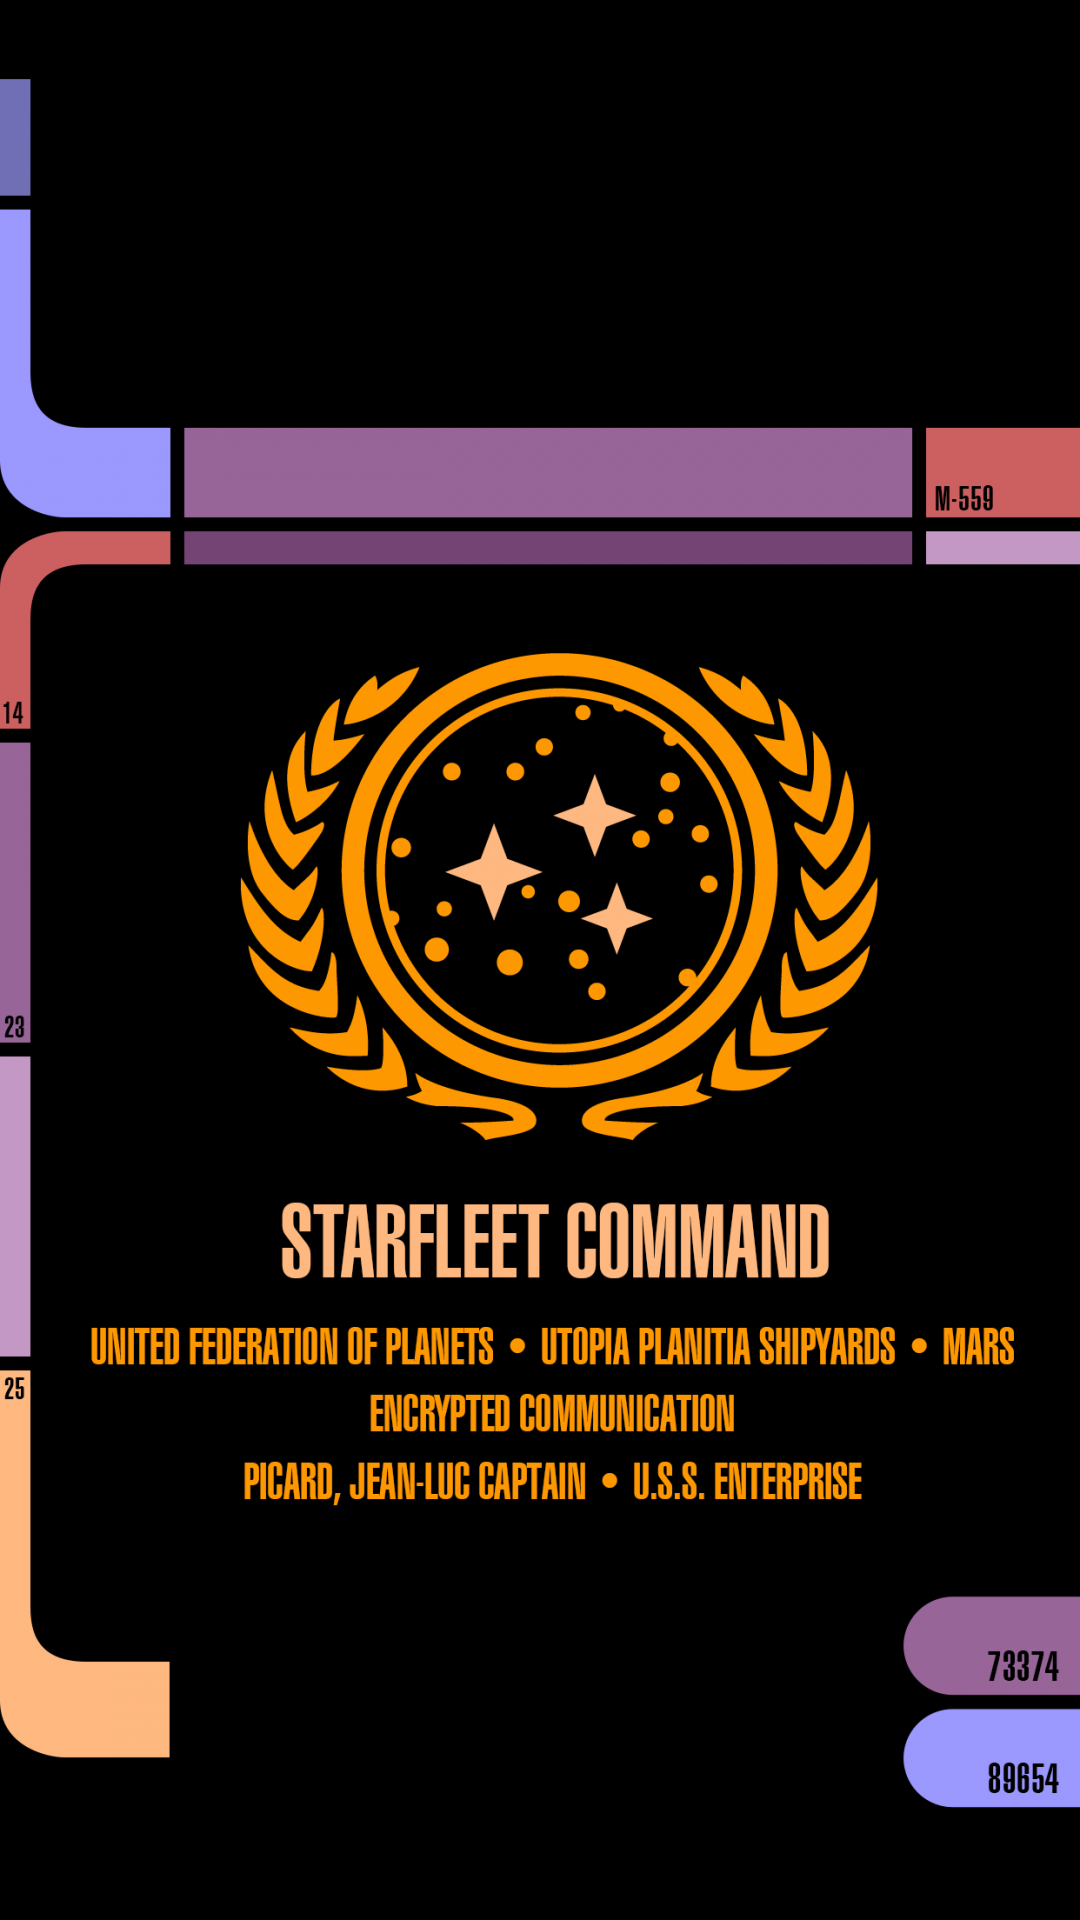 M-559
14
23
STARFLEET COMMAND
UNITED FEDERATION OF PLANETS • UTOPIA PLANITIA SHIPYARDS • MARS
25
ENCRYPTED COMMUNICATION
PICARD, JEAN-LUC CAPTAIN • U.S.S. ENTERPRISE
73374
89654